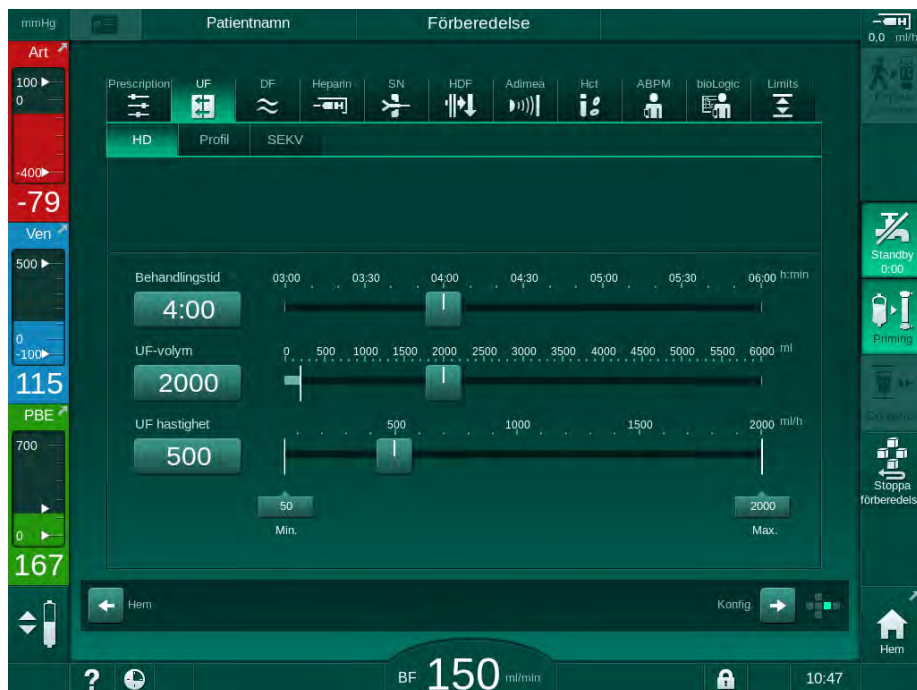 mmHg
Patientnamn
Förberedelse
0,0 ml/h
Art
100
0
-400
-79
Ven
500
0
-100
115
PBE
700
0
167
Prescription
UF
DF
Heparin
SN
HDF
Adimea
Hct
ABPM
bioLogic
Limits
HD
Profil
SEKV
Behandlingstid
03:00 03:30 04:00 04:30 05:00 05:30 06:00 h:min
4:00
UF-volym
0 500 1000 1500 2000 2500 3000 3500 4000 4500 5000 5500 6000 ml
2000
UF hastighet
500 1000 1500 2000 ml/h
500
50
Min.
2000
Max.
Hem
Konfig.
Standby
0:00
Priming
Stoppa
förberedels
Hem
H
?
BF 150 ml/min
10:47